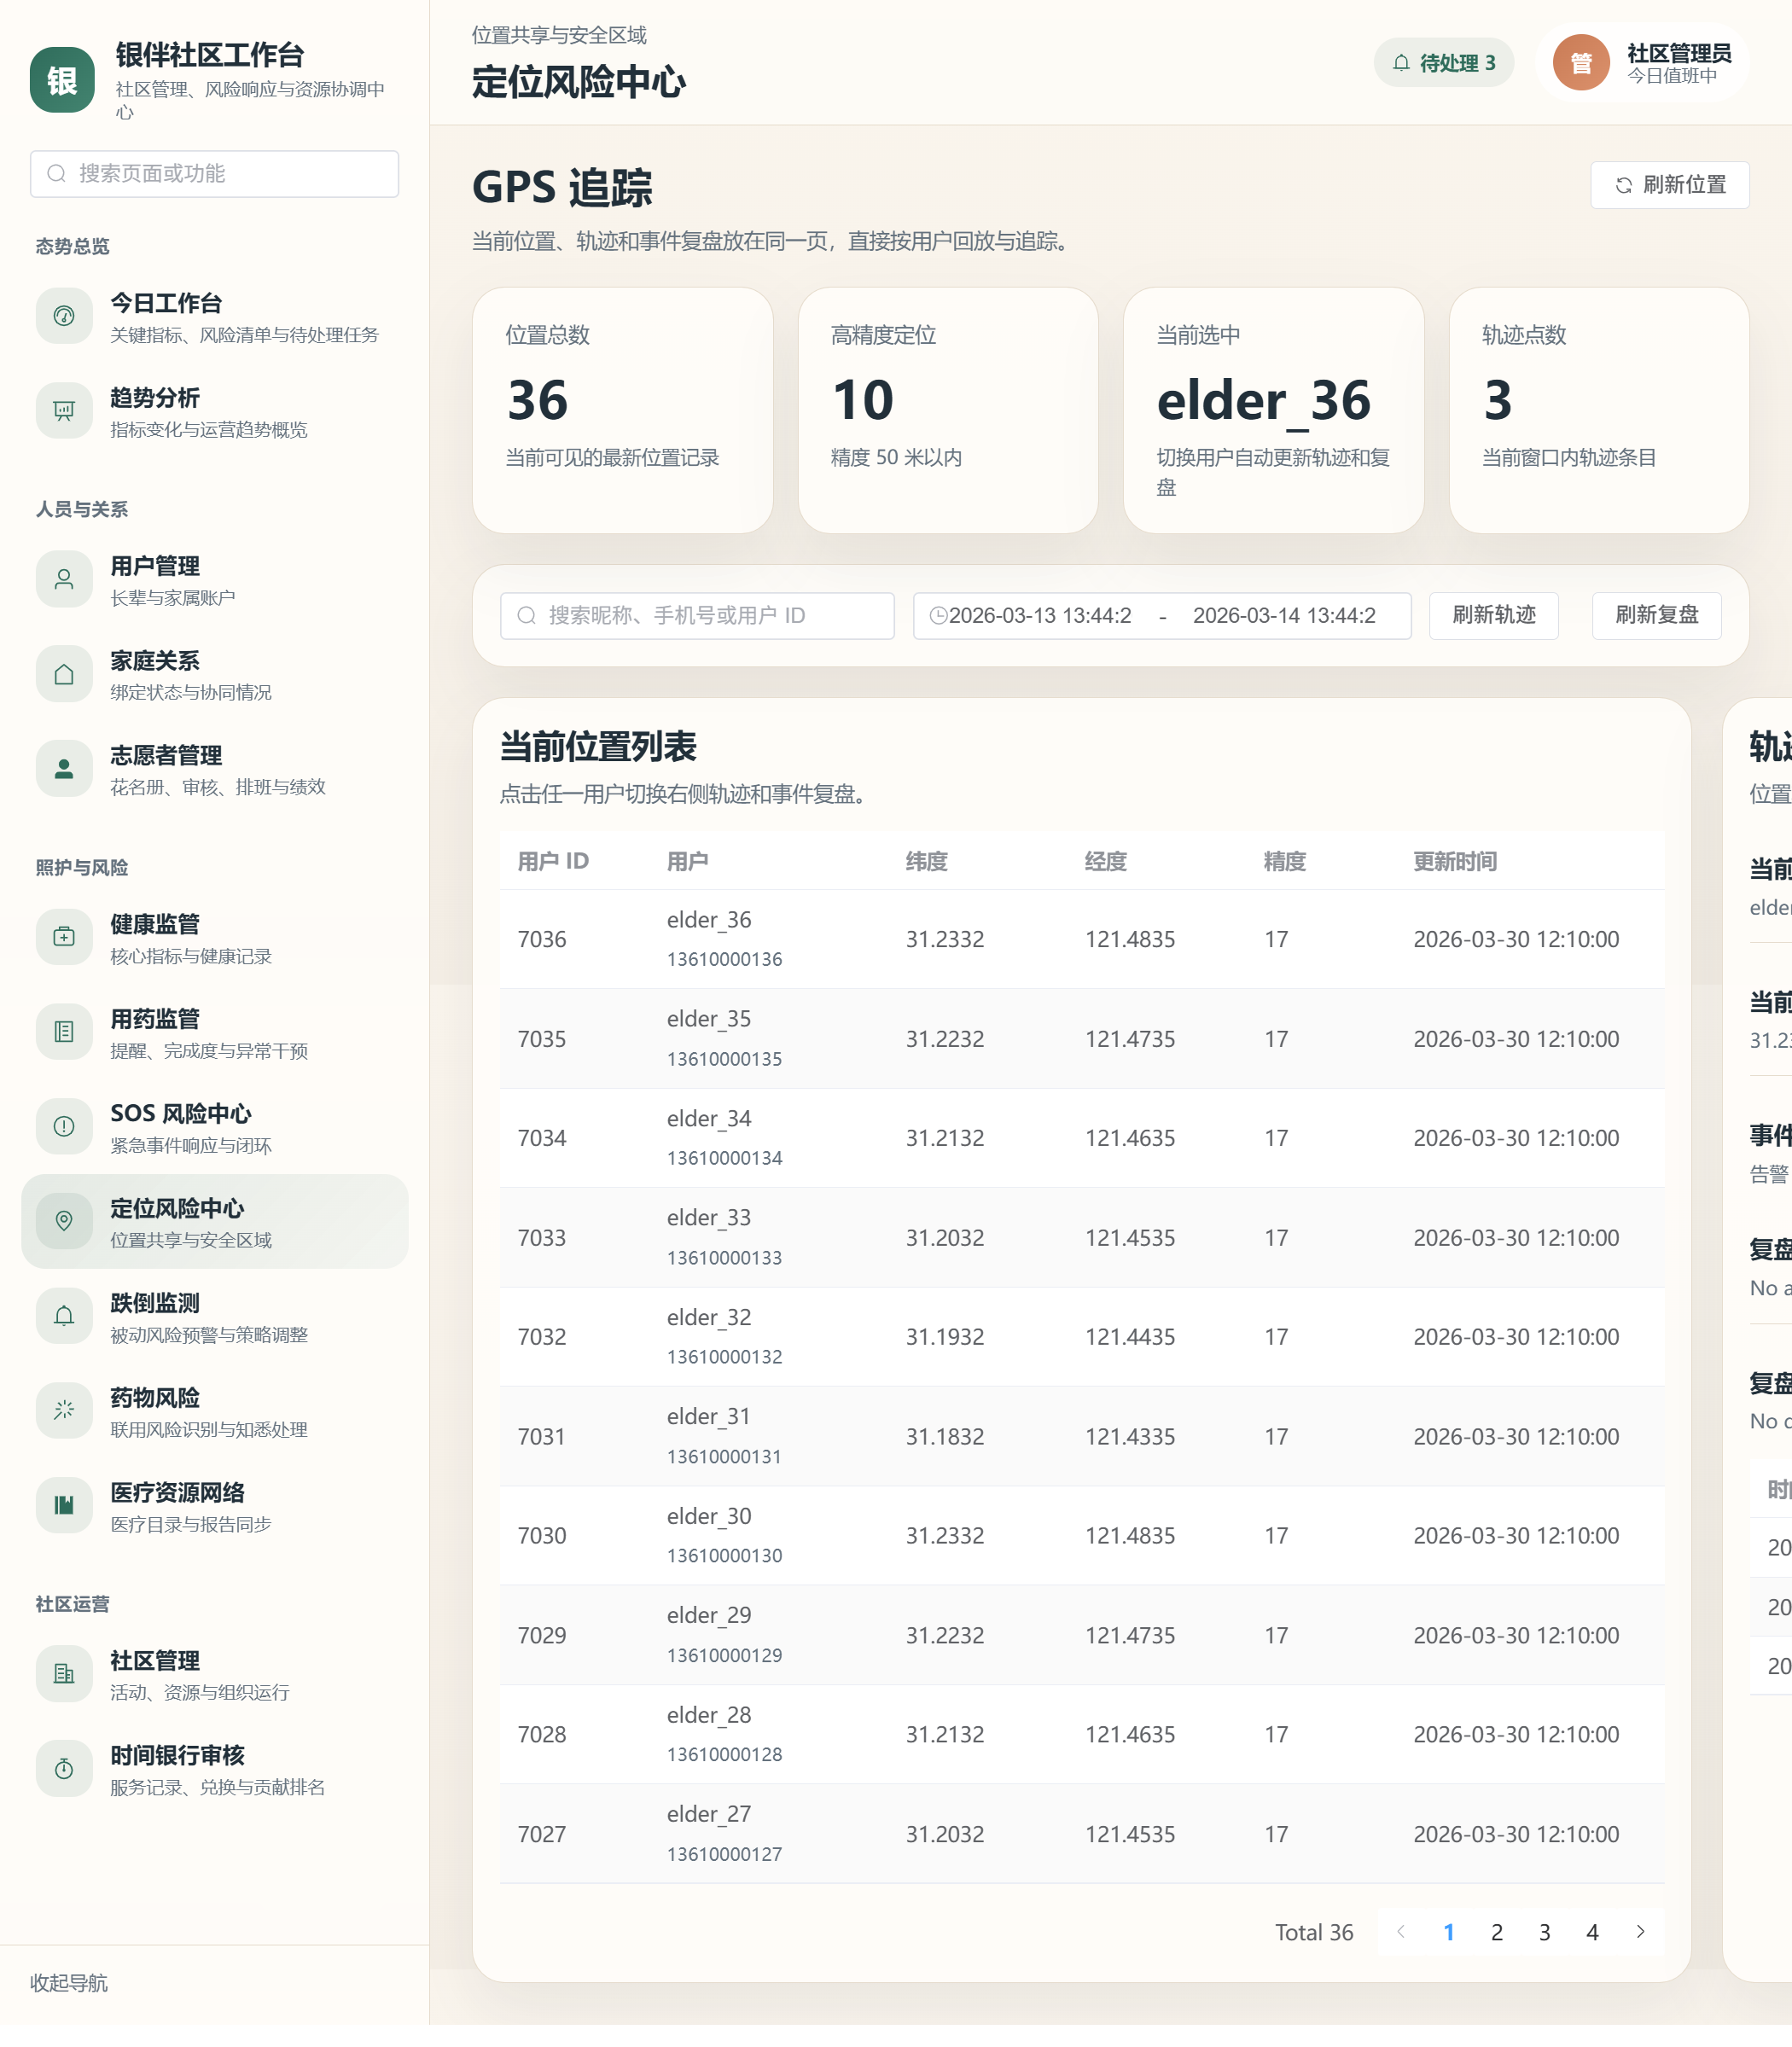 银
银伴社区工作台
社区管理、风险响应与资源协调中
心
搜索页面或功能
态势总览
今日工作台
关键指标、风险清单与待处理任务
趋势分析
指标变化与运营趋势概览
人员与关系
用户管理
长辈与家属账户
家庭关系
绑定状态与协同情况
志愿者管理
花名册、审核、排班与绩效
照护与风险
健康监管
核心指标与健康记录
用药监管
提醒、完成度与异常干预
SOS 风险中心
紧急事件响应与闭环
定位风险中心
位置共享与安全区域
跌倒监测
被动风险预警与策略调整
药物风险
联用风险识别与知悉处理
医疗资源网络
医疗目录与报告同步
社区运营
社区管理
活动、资源与组织运行
时间银行审核
服务记录、兑换与贡献排名
收起导航
位置共享与安全区域
定位风险中心
待处理 3
管
社区管理员
今日值班中
GPS 追踪
当前位置、轨迹和事件复盘放在同一页，直接按用户回放与追踪。
刷新位置
位置总数
36
当前可见的最新位置记录
高精度定位
10
精度 50 米以内
当前选中
elder_36
切换用户自动更新轨迹和复
盘
轨迹点数
3
当前窗口内轨迹条目
搜索昵称、手机号或用户 ID
2026-03-13 13:44:2 - 2026-03-14 13:44:2
刷新轨迹
刷新复盘
当前位置列表
点击任一用户切换右侧轨迹和事件复盘。
用户 ID 用户 纬度 经度 精度 更新时间
7036 elder_36 31.2332 121.4835 17 2026-03-30 12:10:00
13610000136
7035 elder_35 31.2232 121.4735 17 2026-03-30 12:10:00
13610000135
7034 elder_34 31.2132 121.4635 17 2026-03-30 12:10:00
13610000134
7033 elder_33 31.2032 121.4535 17 2026-03-30 12:10:00
13610000133
7032 elder_32 31.1932 121.4435 17 2026-03-30 12:10:00
13610000132
7031 elder_31 31.1832 121.4335 17 2026-03-30 12:10:00
13610000131
7030 elder_30 31.2332 121.4835 17 2026-03-30 12:10:00
13610000130
7029 elder_29 31.2232 121.4735 17 2026-03-30 12:10:00
13610000129
7028 elder_28 31.2132 121.4635 17 2026-03-30 12:10:00
13610000128
7027 elder_27 31.2032 121.4535 17 2026-03-30 12:10:00
13610000127
Total 36 1 2 3 4
轨
位置
当前
elder
当前
31.23
事件
告警
复盘
No a
复盘
No
时
20
20
20